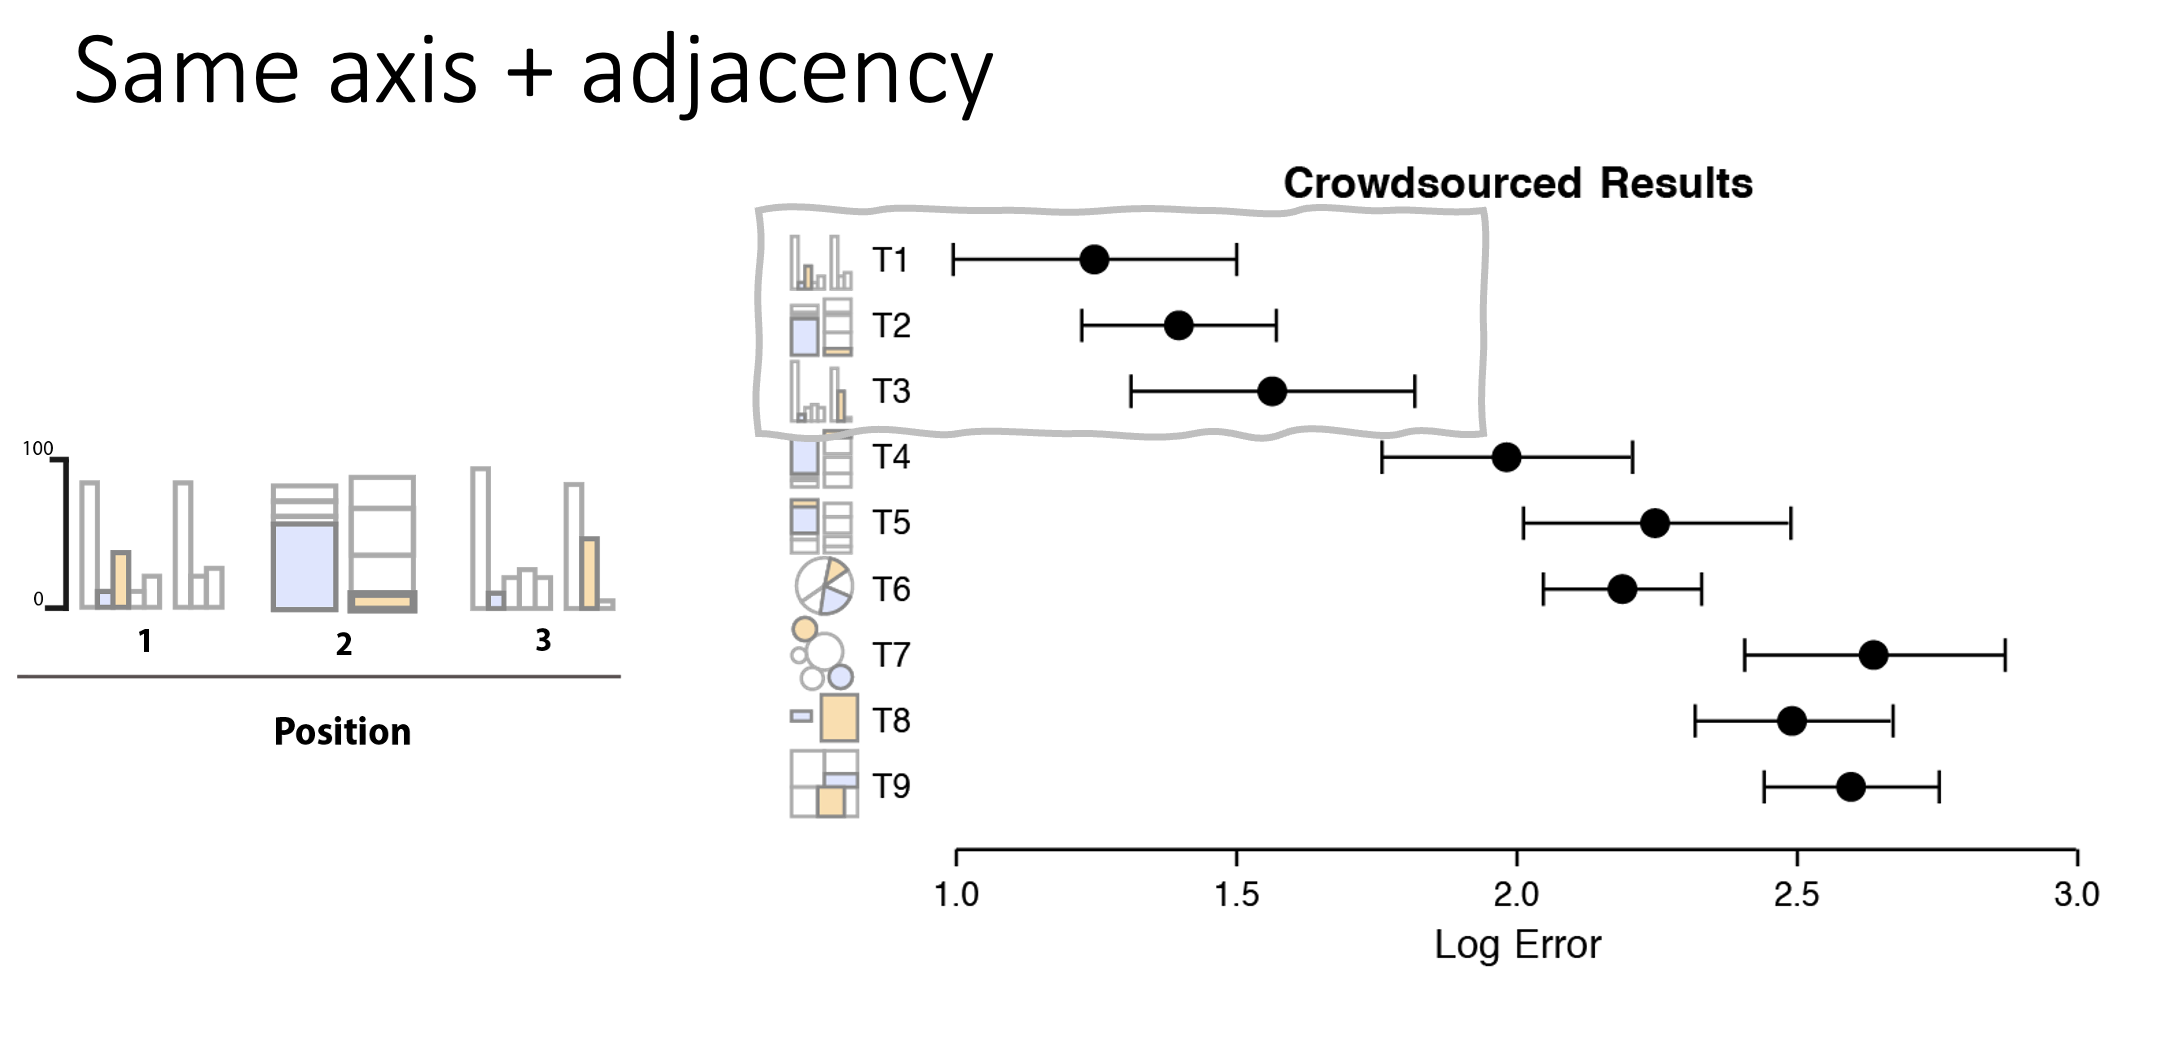 Same axis + adjacency
Crowdsourced Results
T1
T2
T3
T4
T5
T6
T7
T8
T9
1.0 1.5 2.0 2.5 3.0
Log Error
100
0
1 2 3
Position